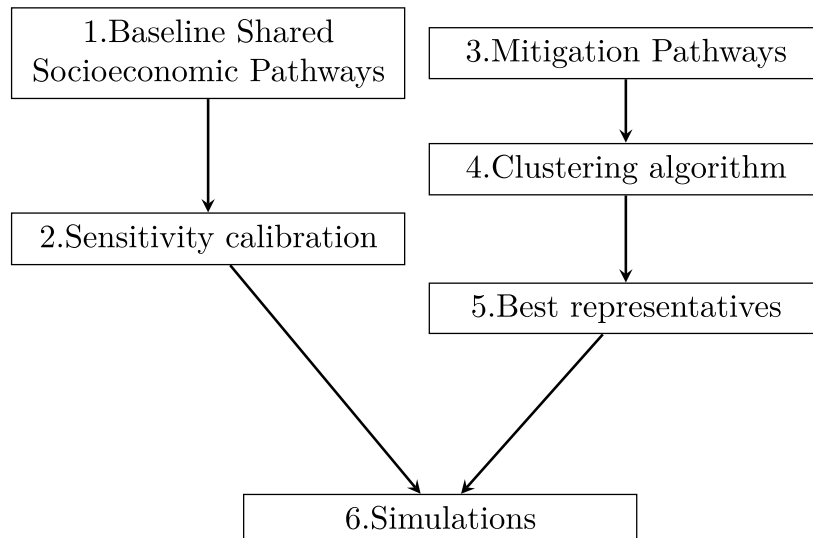 1.Baseline Shared
Socioeconomic Pathways
2.Sensitivity calibration
3.Mitigation Pathways
4.Clustering algorithm
5.Best representatives
6.Simulations